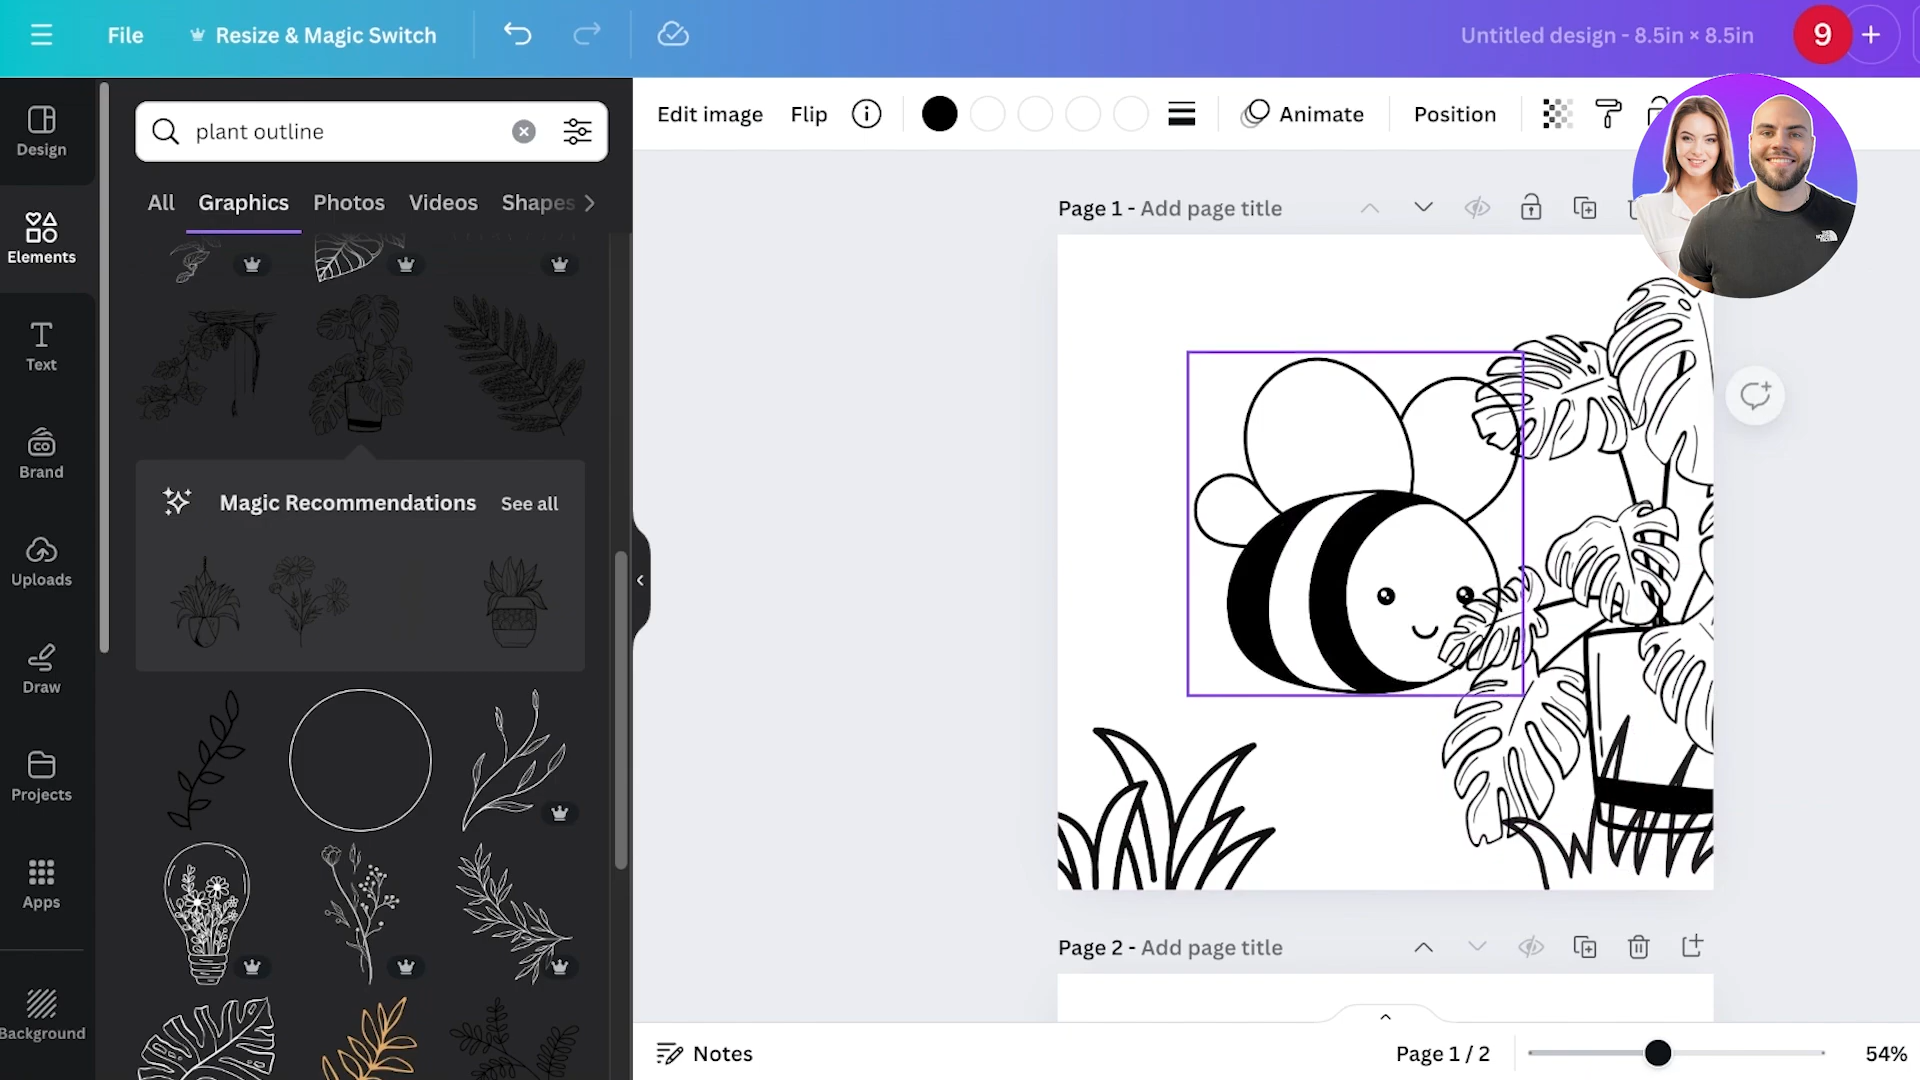 File
Resize & Magic Switch
Untitled design - 8.5in × 8.5in
9
Design
Elements
Text
Brand
Uploads
Draw
Projects
Apps
Background
plant outline
All
Graphics
Photos
Videos
Shapes
Magic Recommendations
See all
Edit image
Flip
Animate
Position
Page 1 - Add page title
Page 2 - Add page title
Notes
Page 1 / 2
54%